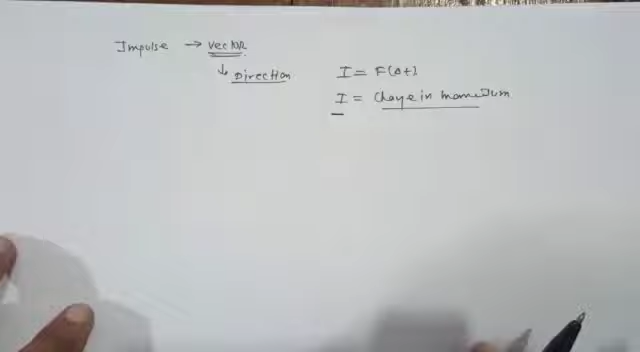 Impulse → vector
↓ Direction
I = F(Δt)
I = Change in momentum